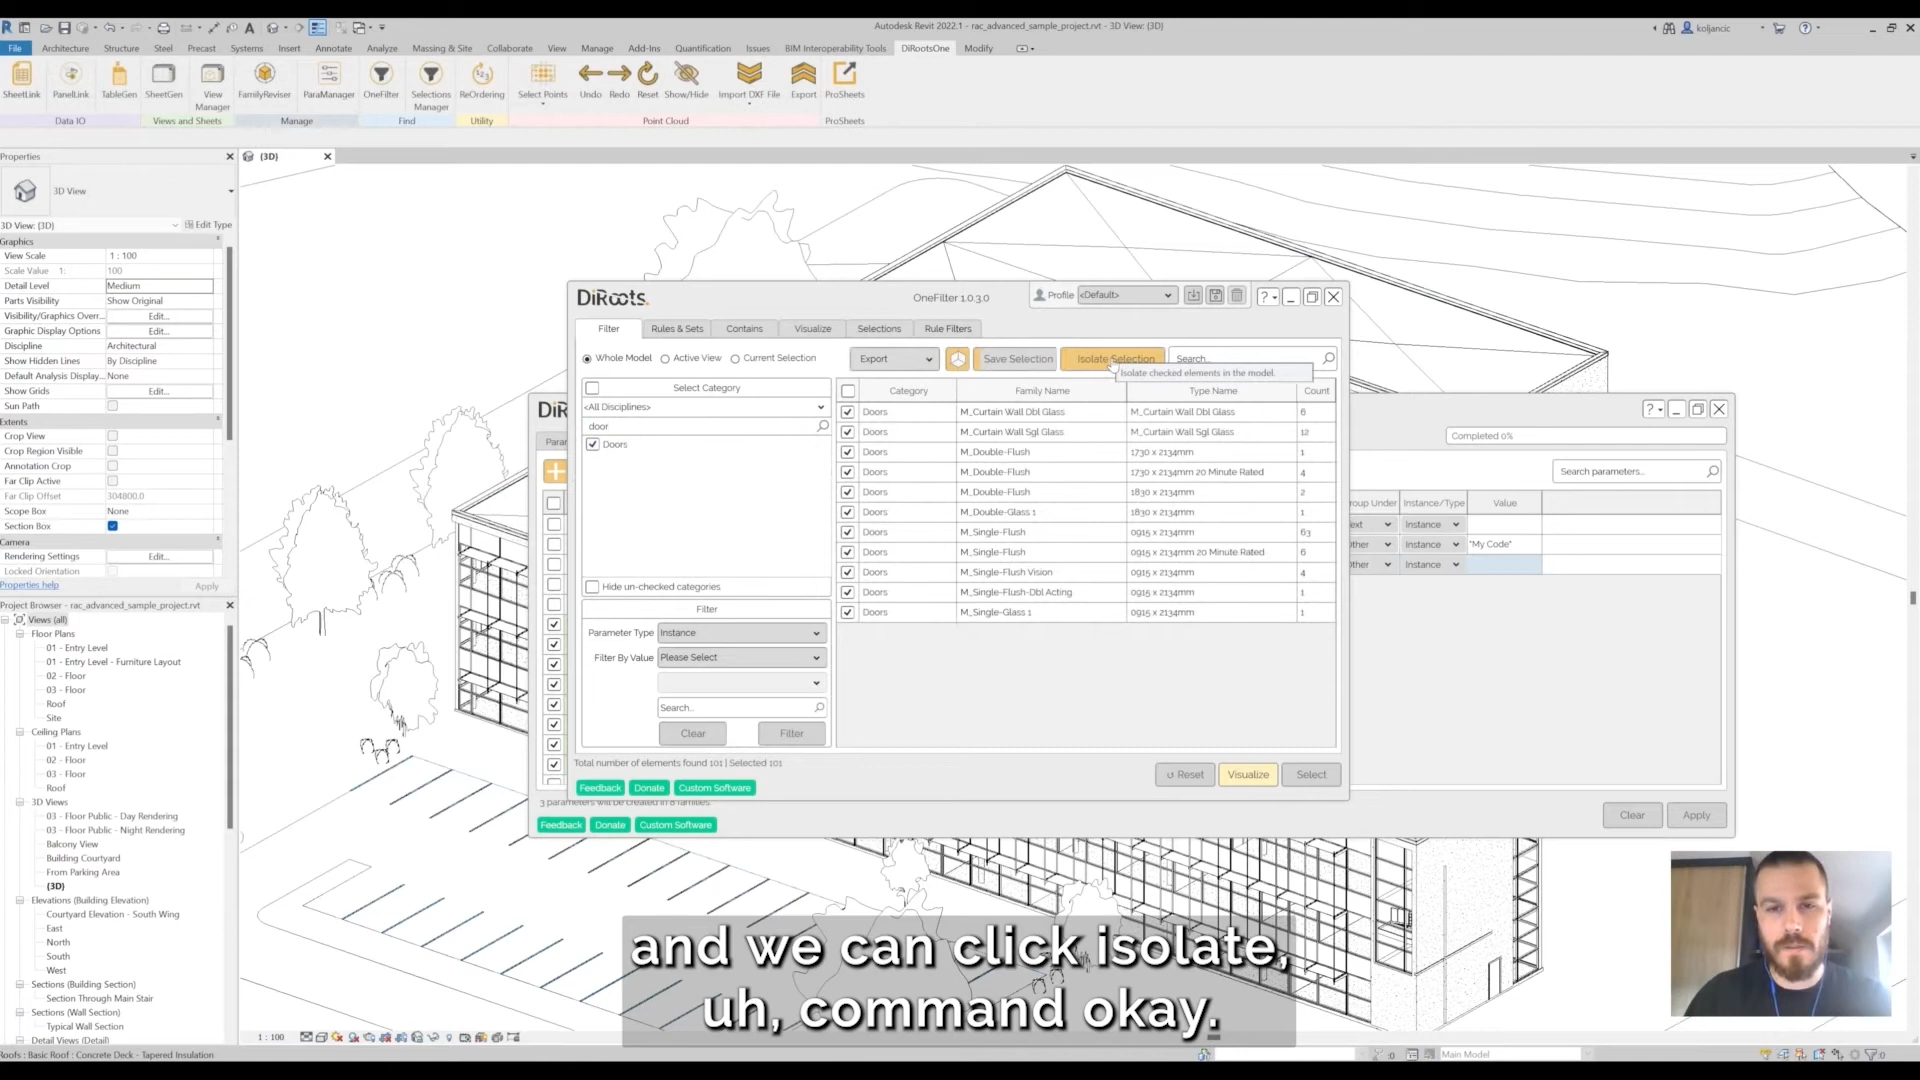 Autodesk Revit 2022.1 - rac_advanced_sample_project.rvt - 3D View: {3D}
koljancic
File Architecture Structure Steel Precast Systems Insert Annotate Analyze Massing & Site Collaborate View Manage Add-Ins Quantification Issues BIM Interoperability Tools DiRootsOne Modify
SheetLink PanelLink TableGen SheetGen View Manager FamilyReviser ParaManager OneFilter Selections Manager ReOrdering Select Points Undo Redo Reset Show/Hide Import DXF File Export ProSheets
Data IO Views and Sheets Manage Find Utility Point Cloud ProSheets
Properties
{3D}
3D View
3D View: {3D} Edit Type
Graphics
View Scale 1 : 100
Scale Value 1: 100
Detail Level Medium
Parts Visibility Show Original
Visibility/Graphics Overr... Edit...
Graphic Display Options Edit...
Discipline Architectural
Show Hidden Lines By Discipline
Default Analysis Display... None
Show Grids Edit...
Sun Path
Extents
Crop View
Crop Region Visible
Annotation Crop
Far Clip Active
Far Clip Offset 304800.0
Scope Box None
Section Box
Camera
Rendering Settings Edit...
Locked Orientation
Properties help Apply
Project Browser - rac_advanced_sample_project.rvt
Views (all)
Floor Plans
01 - Entry Level
01 - Entry Level - Furniture Layout
02 - Floor
03 - Floor
Roof
Site
Ceiling Plans
01 - Entry Level
02 - Floor
03 - Floor
Roof
3D Views
03 - Floor Public - Day Rendering
03 - Floor Public - Night Rendering
Balcony View
Building Courtyard
From Parking Area
{3D}
Elevations (Building Elevation)
Courtyard Elevation - South Wing
East
North
South
West
Sections (Building Section)
Section Through Main Stair
Sections (Wall Section)
Typical Wall Section
Detail Views (Detail)
DiRoots.
OneFilter 1.0.3.0
Profile <Default>
?
Filter Rules & Sets Contains Visualize Selections Rule Filters
Whole Model Active View Current Selection
Export Save Selection Isolate Selection Search...
Isolate checked elements in the model.
Select Category
<All Disciplines>
door
Doors
Hide un-checked categories
Filter
Parameter Type Instance
Filter By Value Please Select
Search...
Clear Filter
Category Family Name Type Name Count
Doors M_Curtain Wall Dbl Glass M_Curtain Wall Dbl Glass 6
Doors M_Curtain Wall Sgl Glass M_Curtain Wall Sgl Glass 12
Doors M_Double-Flush 1730 x 2134mm 1
Doors M_Double-Flush 1730 x 2134mm 20 Minute Rated 4
Doors M_Double-Flush 1830 x 2134mm 2
Doors M_Double-Glass 1 1830 x 2134mm 1
Doors M_Single-Flush 0915 x 2134mm 63
Doors M_Single-Flush 0915 x 2134mm 20 Minute Rated 6
Doors M_Single-Flush Vision 0915 x 2134mm 4
Doors M_Single-Flush-Dbl Acting 0915 x 2134mm 1
Doors M_Single-Glass 1 0915 x 2134mm 1
Total number of elements found 101 | Selected 101
Reset Visualize Select
Feedback Donate Custom Software
DiR
Para
?
Completed 0%
Search parameters...
roup Under Instance/Type Value
ext Instance
ther Instance "My Code"
ther Instance
3 parameters will be created in 8 families.
Clear Apply
Feedback Donate Custom Software
and we can click isolate,
uh, command okay.
1 : 100
Roofs : Basic Roof : Concrete Deck - Tapered Insulation
:0 Main Model :0